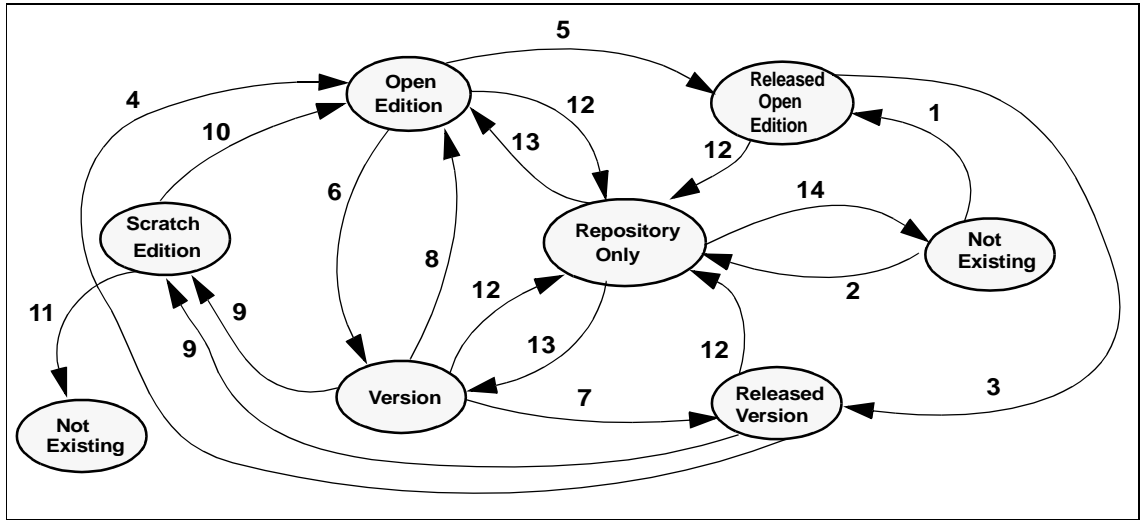 5
Open
Edition
Released
Open
Edition
4
12
1
10
13
12
6
14
Scratch
Edition
Repository
Only
Not
Existing
8
12
2
11
9
9
13
12
Version
7
Released
Version
3
Not
Existing